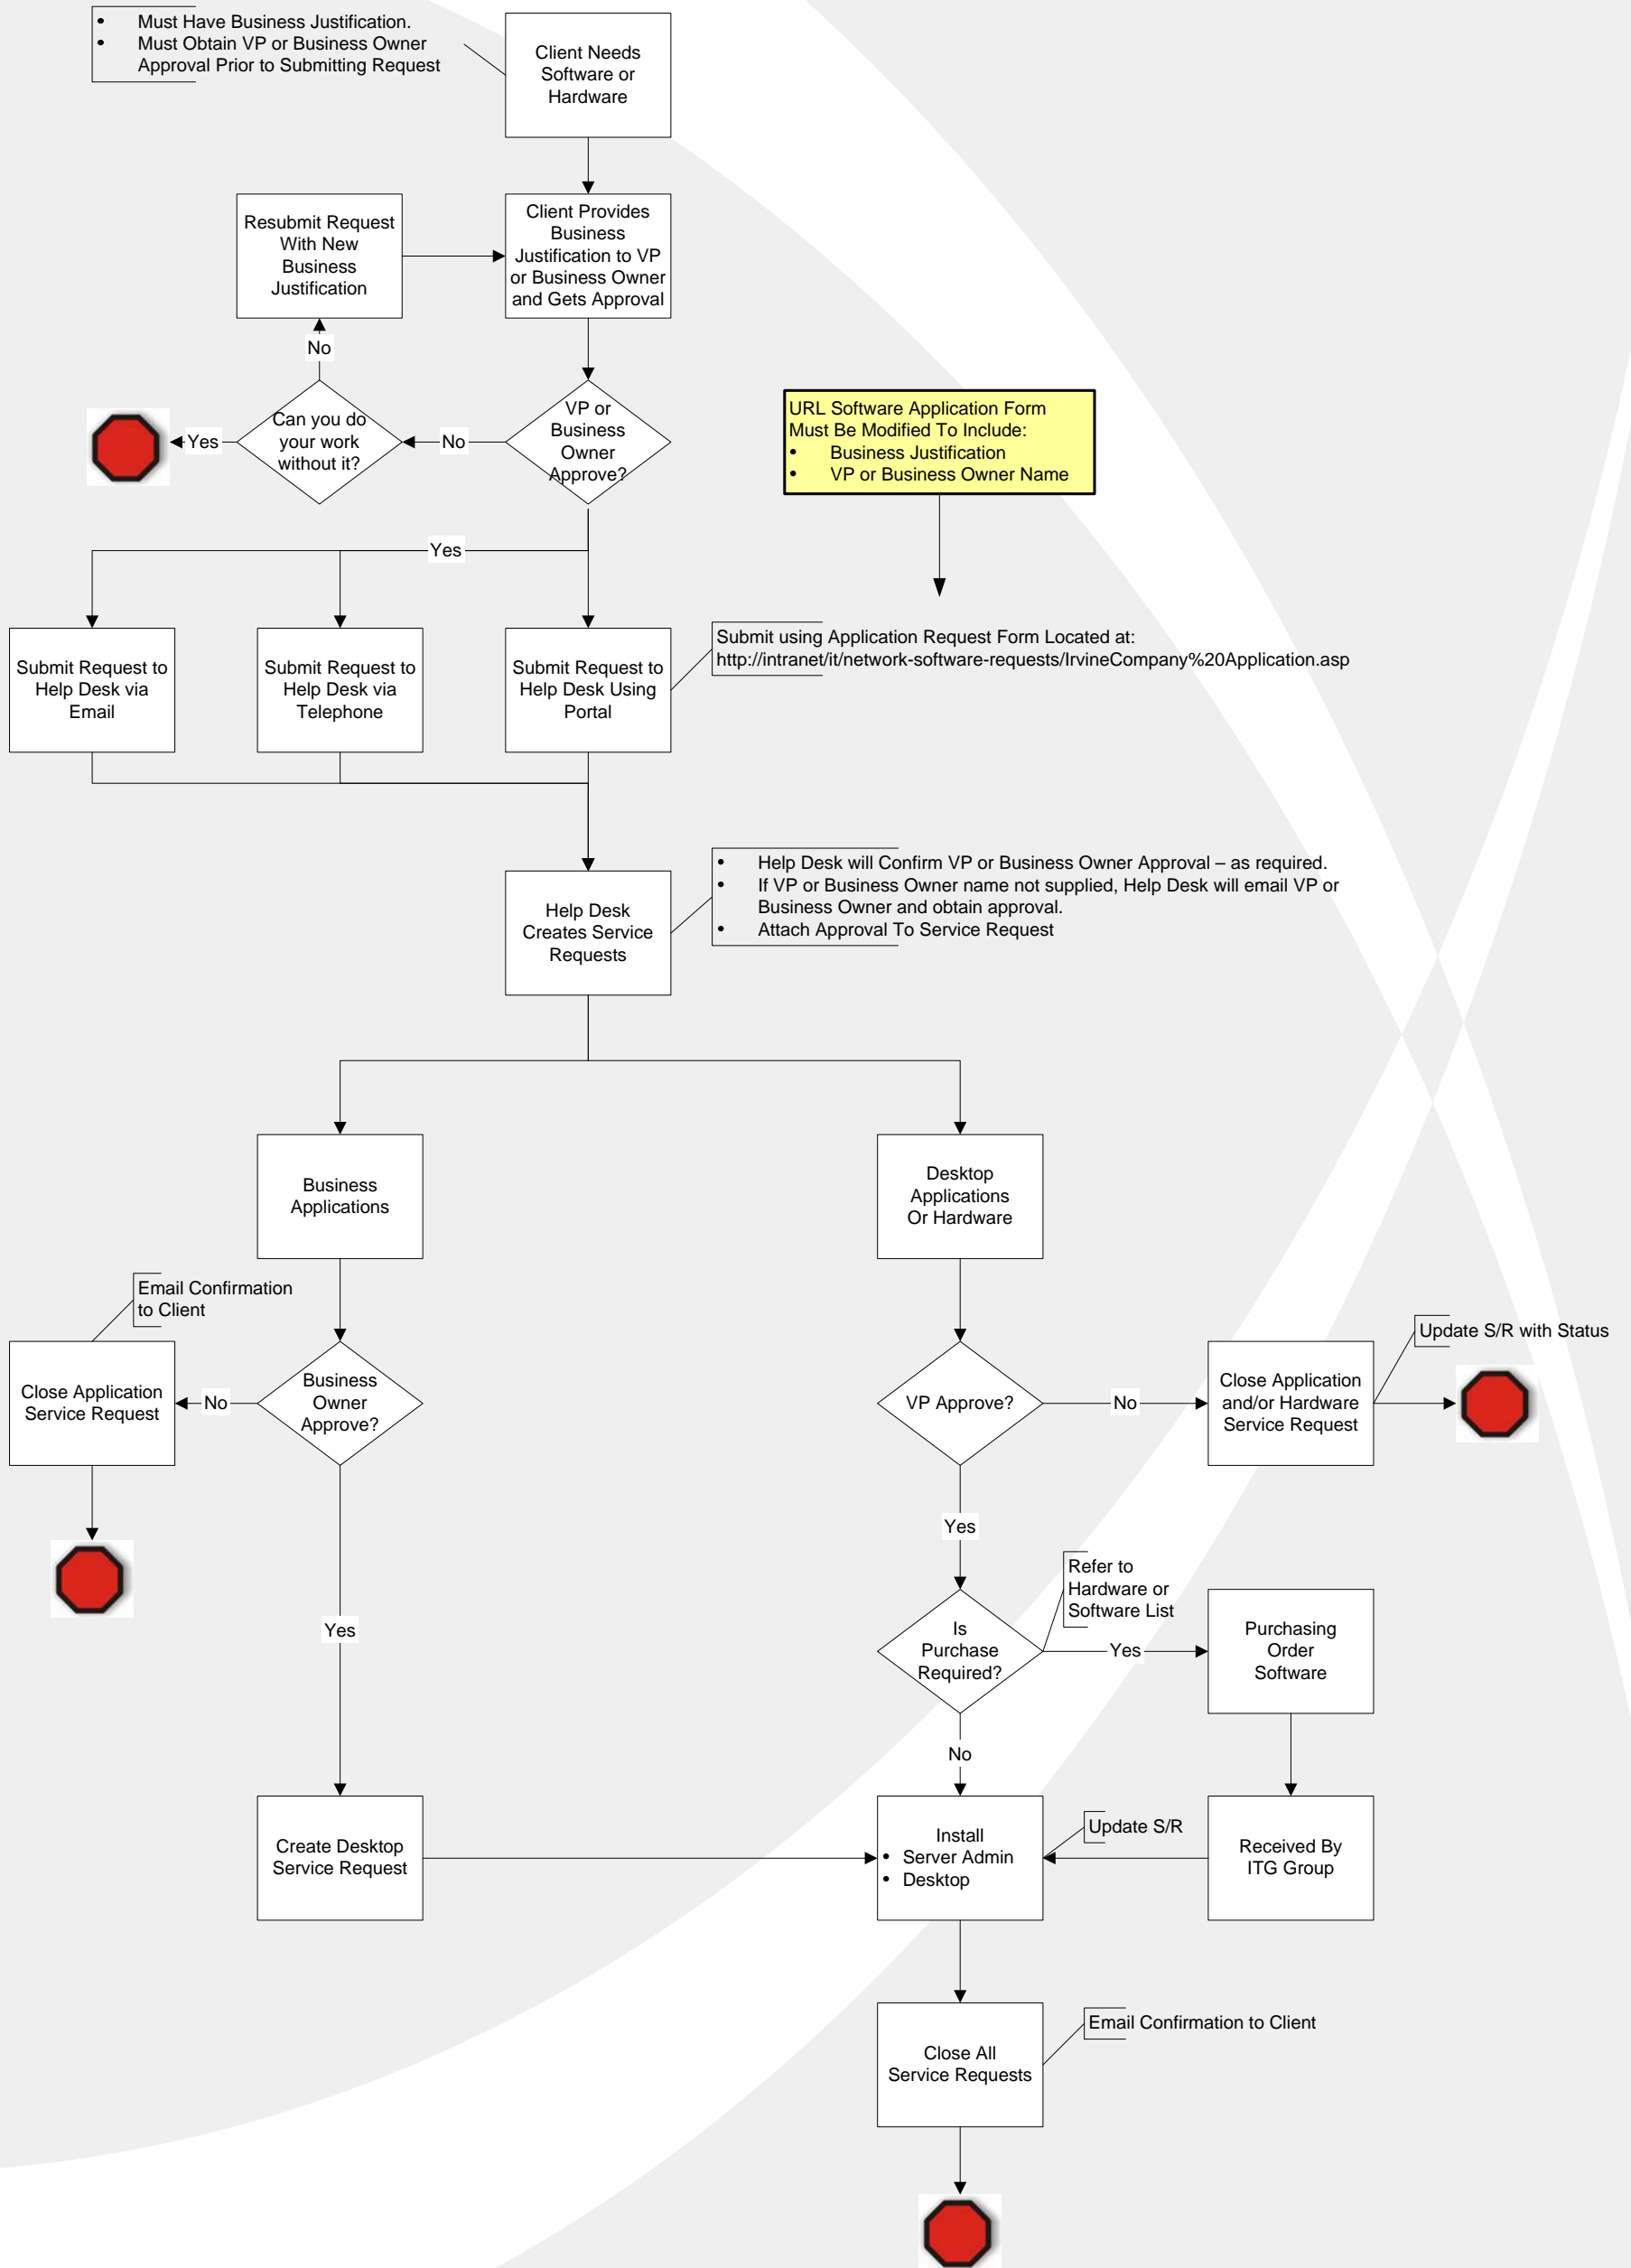 • Must Have Business Justification.
• Must Obtain VP or Business Owner
Approval Prior to Submitting Request
Client Needs
Software or
Hardware
Resubmit Request
With New
Business
Justification
Client Provides
Business
Justification to VP
or Business Owner
and Gets Approval
No
Can you do
your work
without it?
Yes
No
VP or
Business
Owner
Approve?
URL Software Application Form
Must Be Modified To Include:
• Business Justification
• VP or Business Owner Name
Yes
Submit Request to
Help Desk via
Email
Submit Request to
Help Desk via
Telephone
Submit Request to
Help Desk Using
Portal
Submit using Application Request Form Located at:
http://intranet/it/network-software-requests/IrvineCompany%20Application.asp
Help Desk
Creates Service
Requests
• Help Desk will Confirm VP or Business Owner Approval – as required.
• If VP or Business Owner name not supplied, Help Desk will email VP or
Business Owner and obtain approval.
• Attach Approval To Service Request
Business
Applications
Desktop
Applications
Or Hardware
Email Confirmation
to Client
Close Application
Service Request
No
Business
Owner
Approve?
VP Approve?
No
Close Application
and/or Hardware
Service Request
Update S/R with Status
Yes
Yes
Refer to
Hardware or
Software List
Is
Purchase
Required?
Yes
Purchasing
Order
Software
No
Create Desktop
Service Request
Install
• Server Admin
• Desktop
Update S/R
Received By
ITG Group
Close All
Service Requests
Email Confirmation to Client